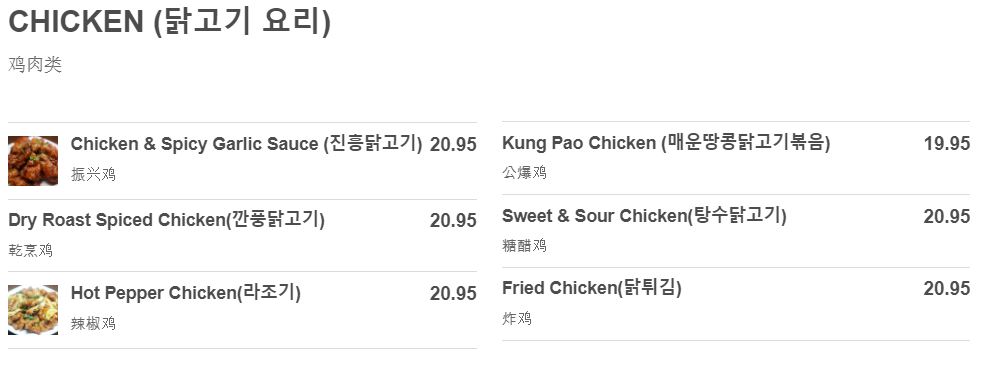 CHICKEN (닭고기 요리)
鸡肉类
Chicken & Spicy Garlic Sauce (진흥닭고기) 20.95
振兴鸡
Dry Roast Spiced Chicken(깐풍닭고기) 20.95
乾烹鸡
Hot Pepper Chicken(라조기) 20.95
辣椒鸡
Kung Pao Chicken (매운땅콩닭고기볶음) 19.95
公爆鸡
Sweet & Sour Chicken(탕수닭고기) 20.95
糖醋鸡
Fried Chicken(닭튀김) 20.95
炸鸡